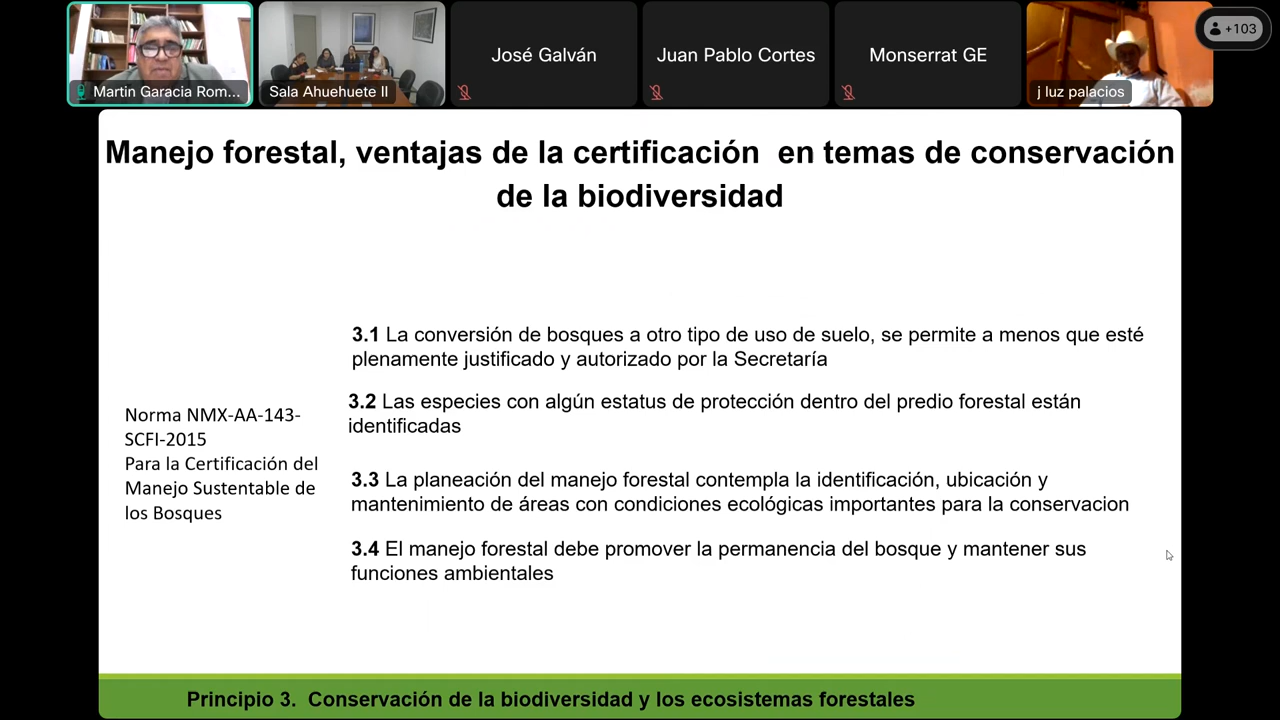 Martin Garacia Rom...
Sala Ahuehuete II
José Galván
Juan Pablo Cortes
Monserrat GE
j luz palacios
+103
Manejo forestal, ventajas de la certificación en temas de conservación
de la biodiversidad
3.1 La conversión de bosques a otro tipo de uso de suelo, se permite a menos que esté
plenamente justificado y autorizado por la Secretaría
3.2 Las especies con algún estatus de protección dentro del predio forestal están
identificadas
Norma NMX-AA-143-
SCFI-2015
Para la Certificación del
Manejo Sustentable de
los Bosques
3.3 La planeación del manejo forestal contempla la identificación, ubicación y
mantenimiento de áreas con condiciones ecológicas importantes para la conservacion
3.4 El manejo forestal debe promover la permanencia del bosque y mantener sus
funciones ambientales
Principio 3. Conservación de la biodiversidad y los ecosistemas forestales